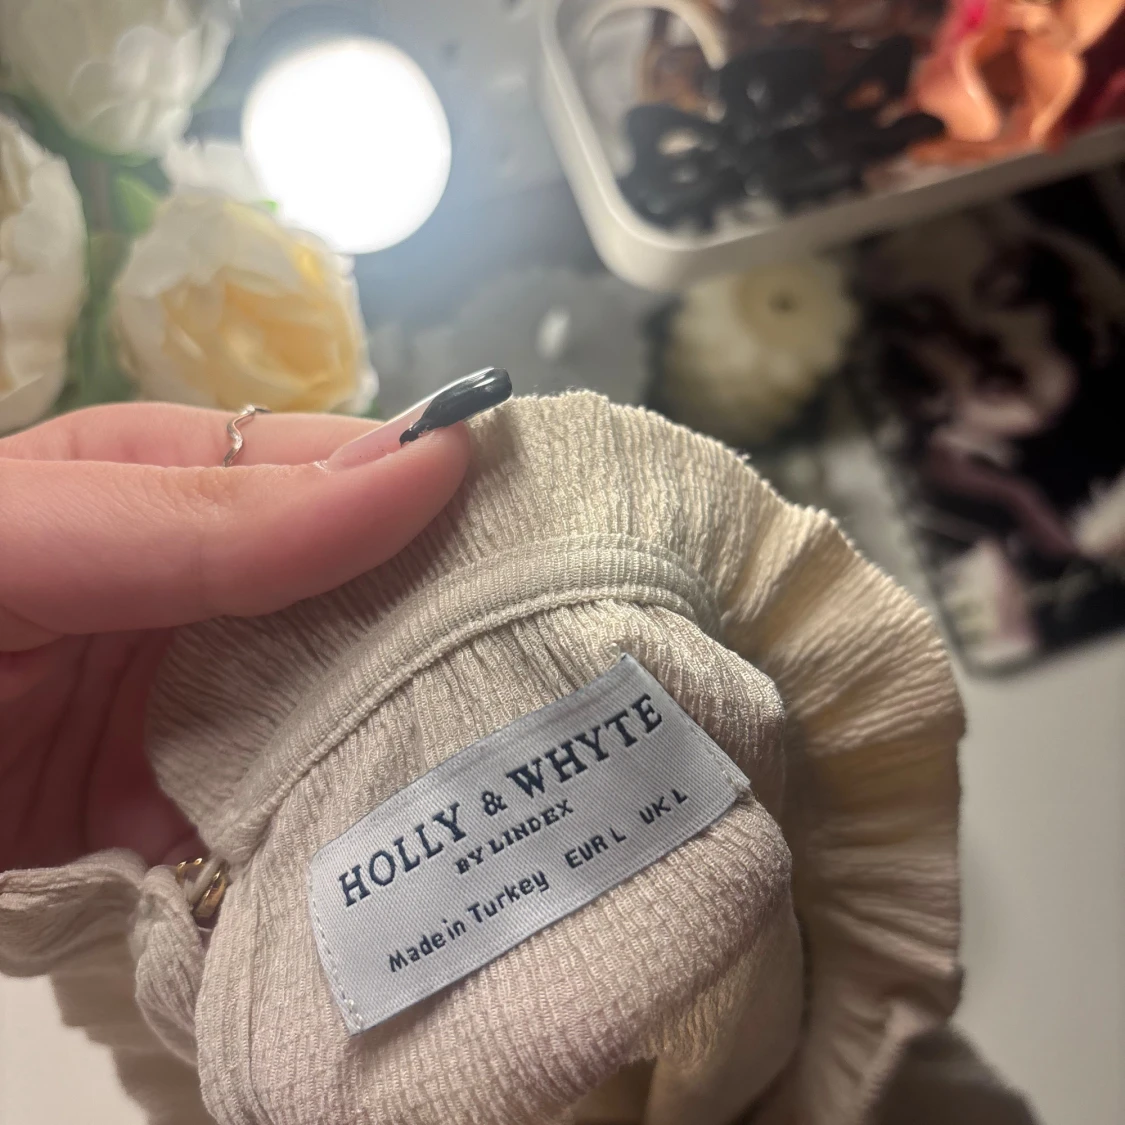 HOLLY & WHYTE
BY LINDEX
Made in Turkey EUR L UK L